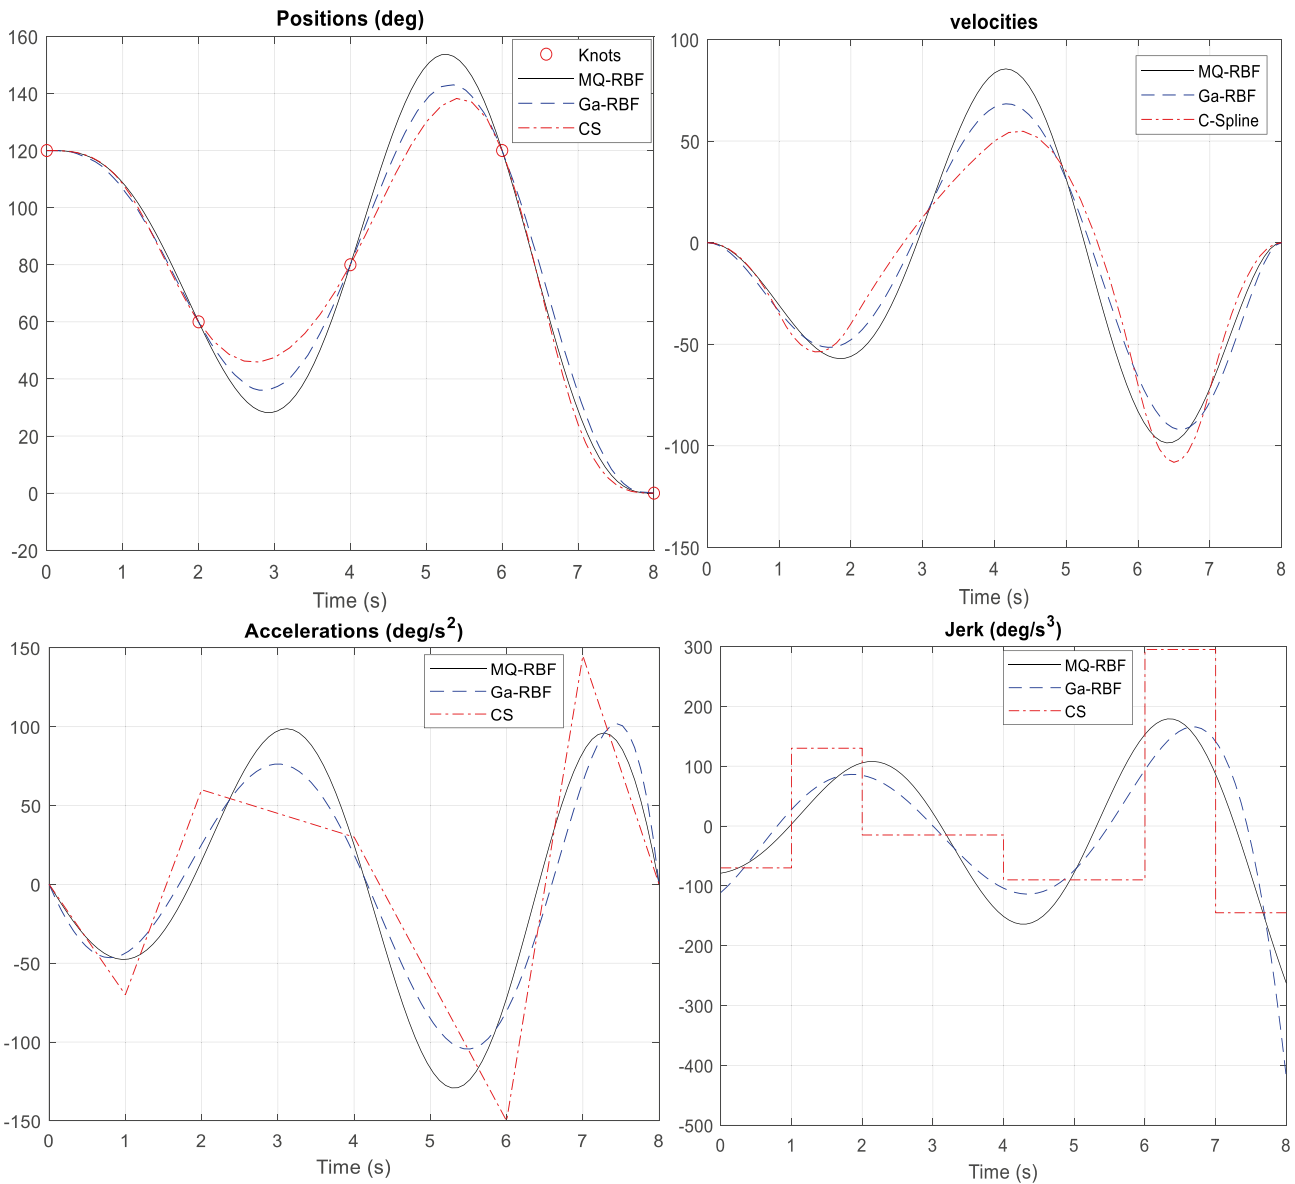 Positions (deg)
160
140
120
100
80
60
40
20
0
-20
0 1 2 3 4 5 6 7 8
Time (s)
Knots
MQ-RBF
Ga-RBF
CS
velocities
100
50
0
-50
-100
-150
0 1 2 3 4 5 6 7 8
Time (s)
MQ-RBF
Ga-RBF
C-Spline
Accelerations (deg/s²)
150
100
50
0
-50
-100
-150
0 1 2 3 4 5 6 7 8
Time (s)
MQ-RBF
Ga-RBF
CS
Jerk (deg/s³)
300
200
100
0
-100
-200
-300
-400
-500
0 1 2 3 4 5 6 7 8
Time (s)
MQ-RBF
Ga-RBF
CS